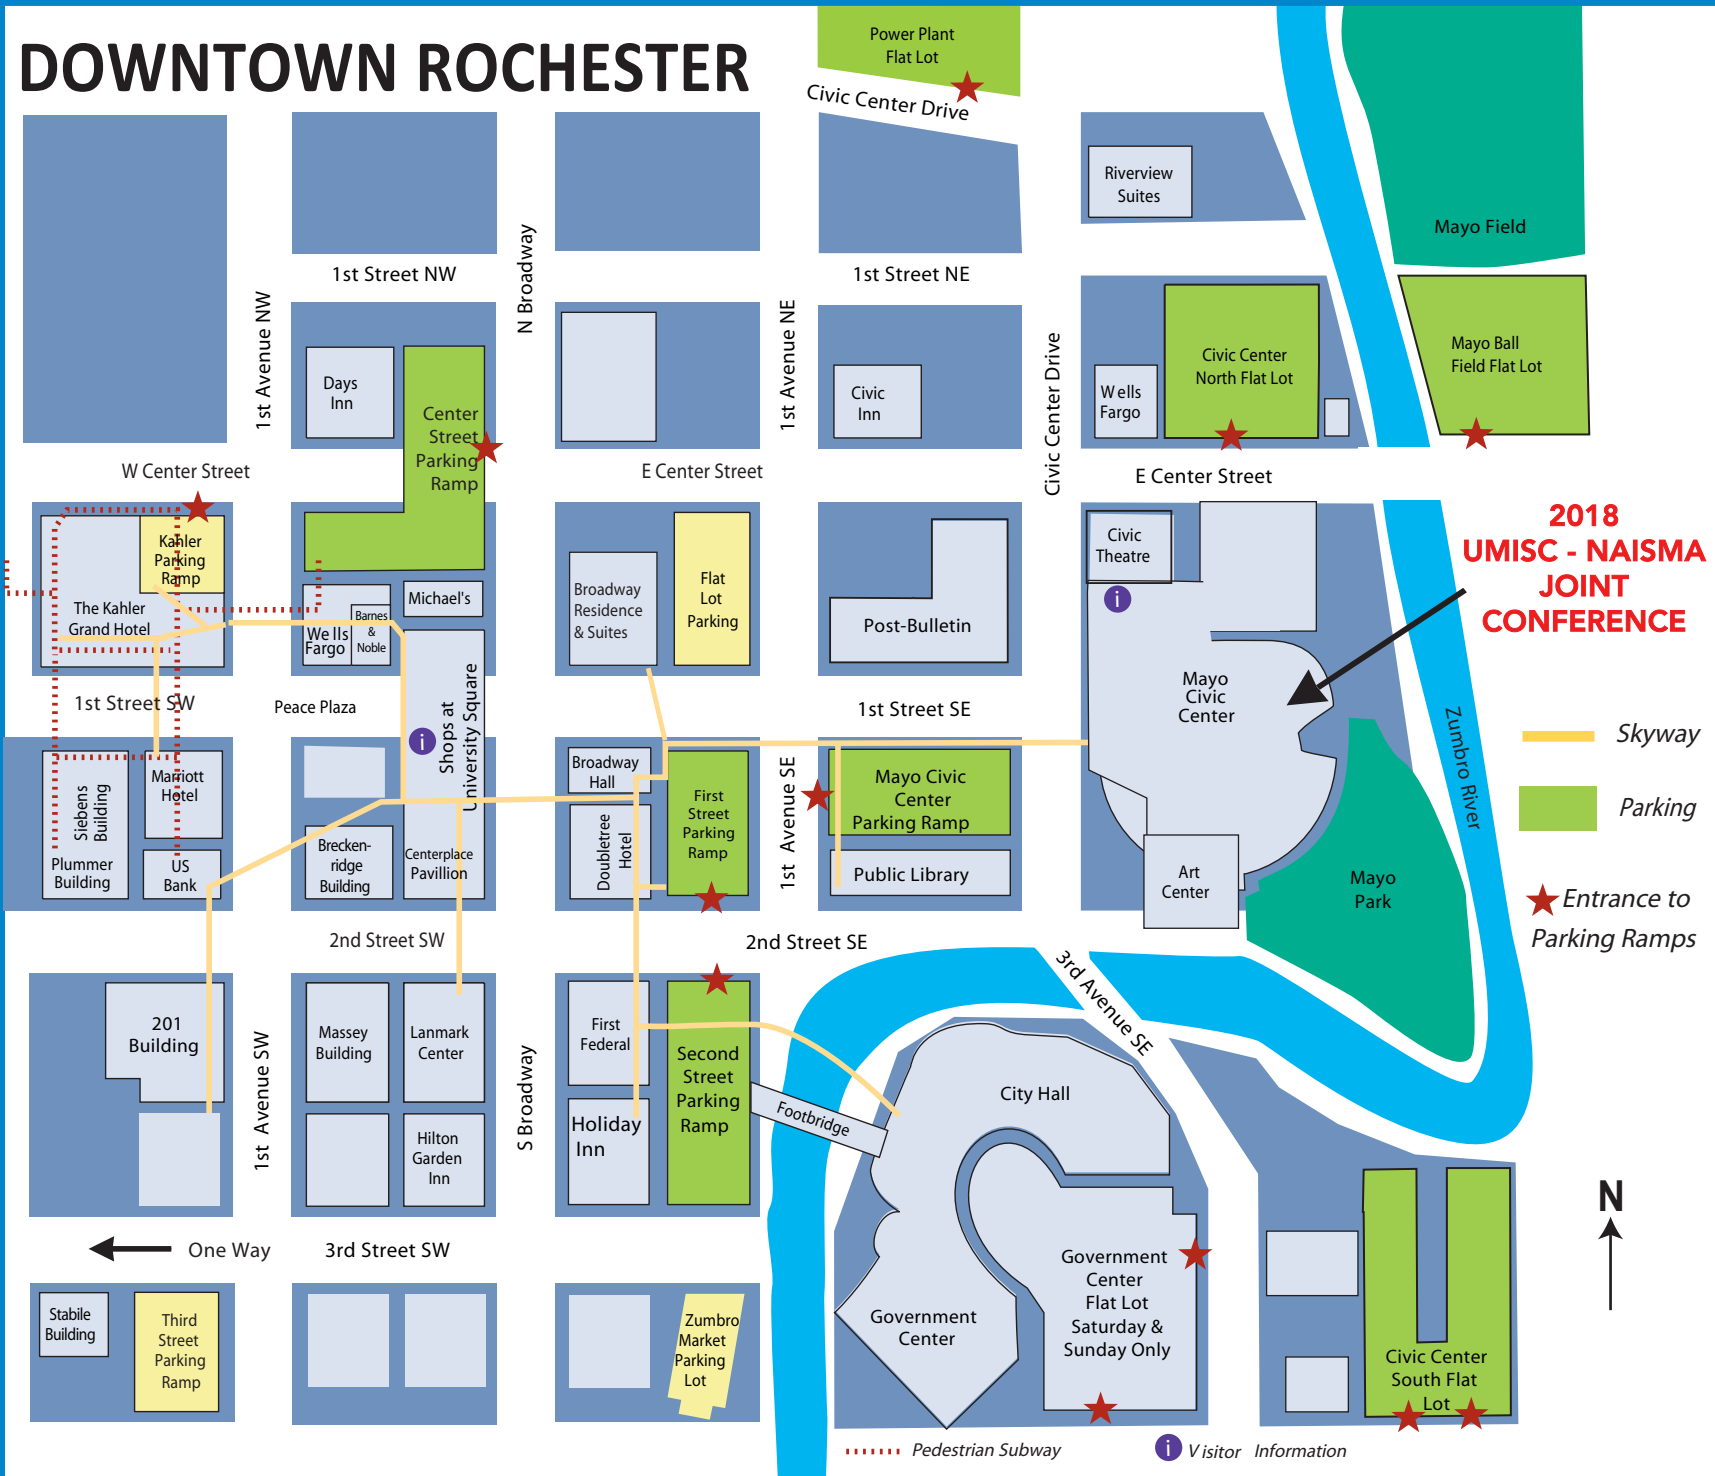 DOWNTOWN ROCHESTER
Power Plant
Flat Lot
Civic Center Drive
Riverview
Suites
Mayo Field
N Broadway
1st Street NW
1st Street NE
1st Avenue NW
1st Avenue NE
Civic Center Drive
Days
Inn
Center
Street
Parking
Ramp
Civic
Inn
Wells
Fargo
Civic Center
North Flat Lot
Mayo Ball
Field Flat Lot
W Center Street
E Center Street
E Center Street
2018
UMISC - NAISMA
JOINT
CONFERENCE
Kahler
Parking
Ramp
The Kahler
Grand Hotel
Wells
Fargo
Barnes
&
Noble
Michael's
Broadway
Residence
& Suites
Flat
Lot
Parking
Post-Bulletin
Civic
Theatre
i
Mayo
Civic
Center
1st Street SW
Peace Plaza
Shops at
University Square
i
1st Street SE
Zumbro River
Skyway
Parking
Entrance to
Parking Ramps
Siebens
Building
Marriott
Hotel
Plummer
Building
US
Bank
Brecken-
ridge
Building
Centerplace
Pavillion
Broadway
Hall
Doubletree
Hotel
First
Street
Parking
Ramp
1st Avenue SE
Mayo Civic
Center
Parking Ramp
Public Library
Art
Center
Mayo
Park
2nd Street SW
2nd Street SE
3rd Avenue SE
201
Building
1st Avenue SW
Massey
Building
Lanmark
Center
Hilton
Garden
Inn
S Broadway
First
Federal
Holiday
Inn
Second
Street
Parking
Ramp
Footbridge
City Hall
Government
Center
Government
Center
Flat Lot
Saturday &
Sunday Only
N
One Way
3rd Street SW
Stabile
Building
Third
Street
Parking
Ramp
Zumbro
Market
Parking
Lot
Civic Center
South Flat
Lot
Pedestrian Subway
i Visitor Information